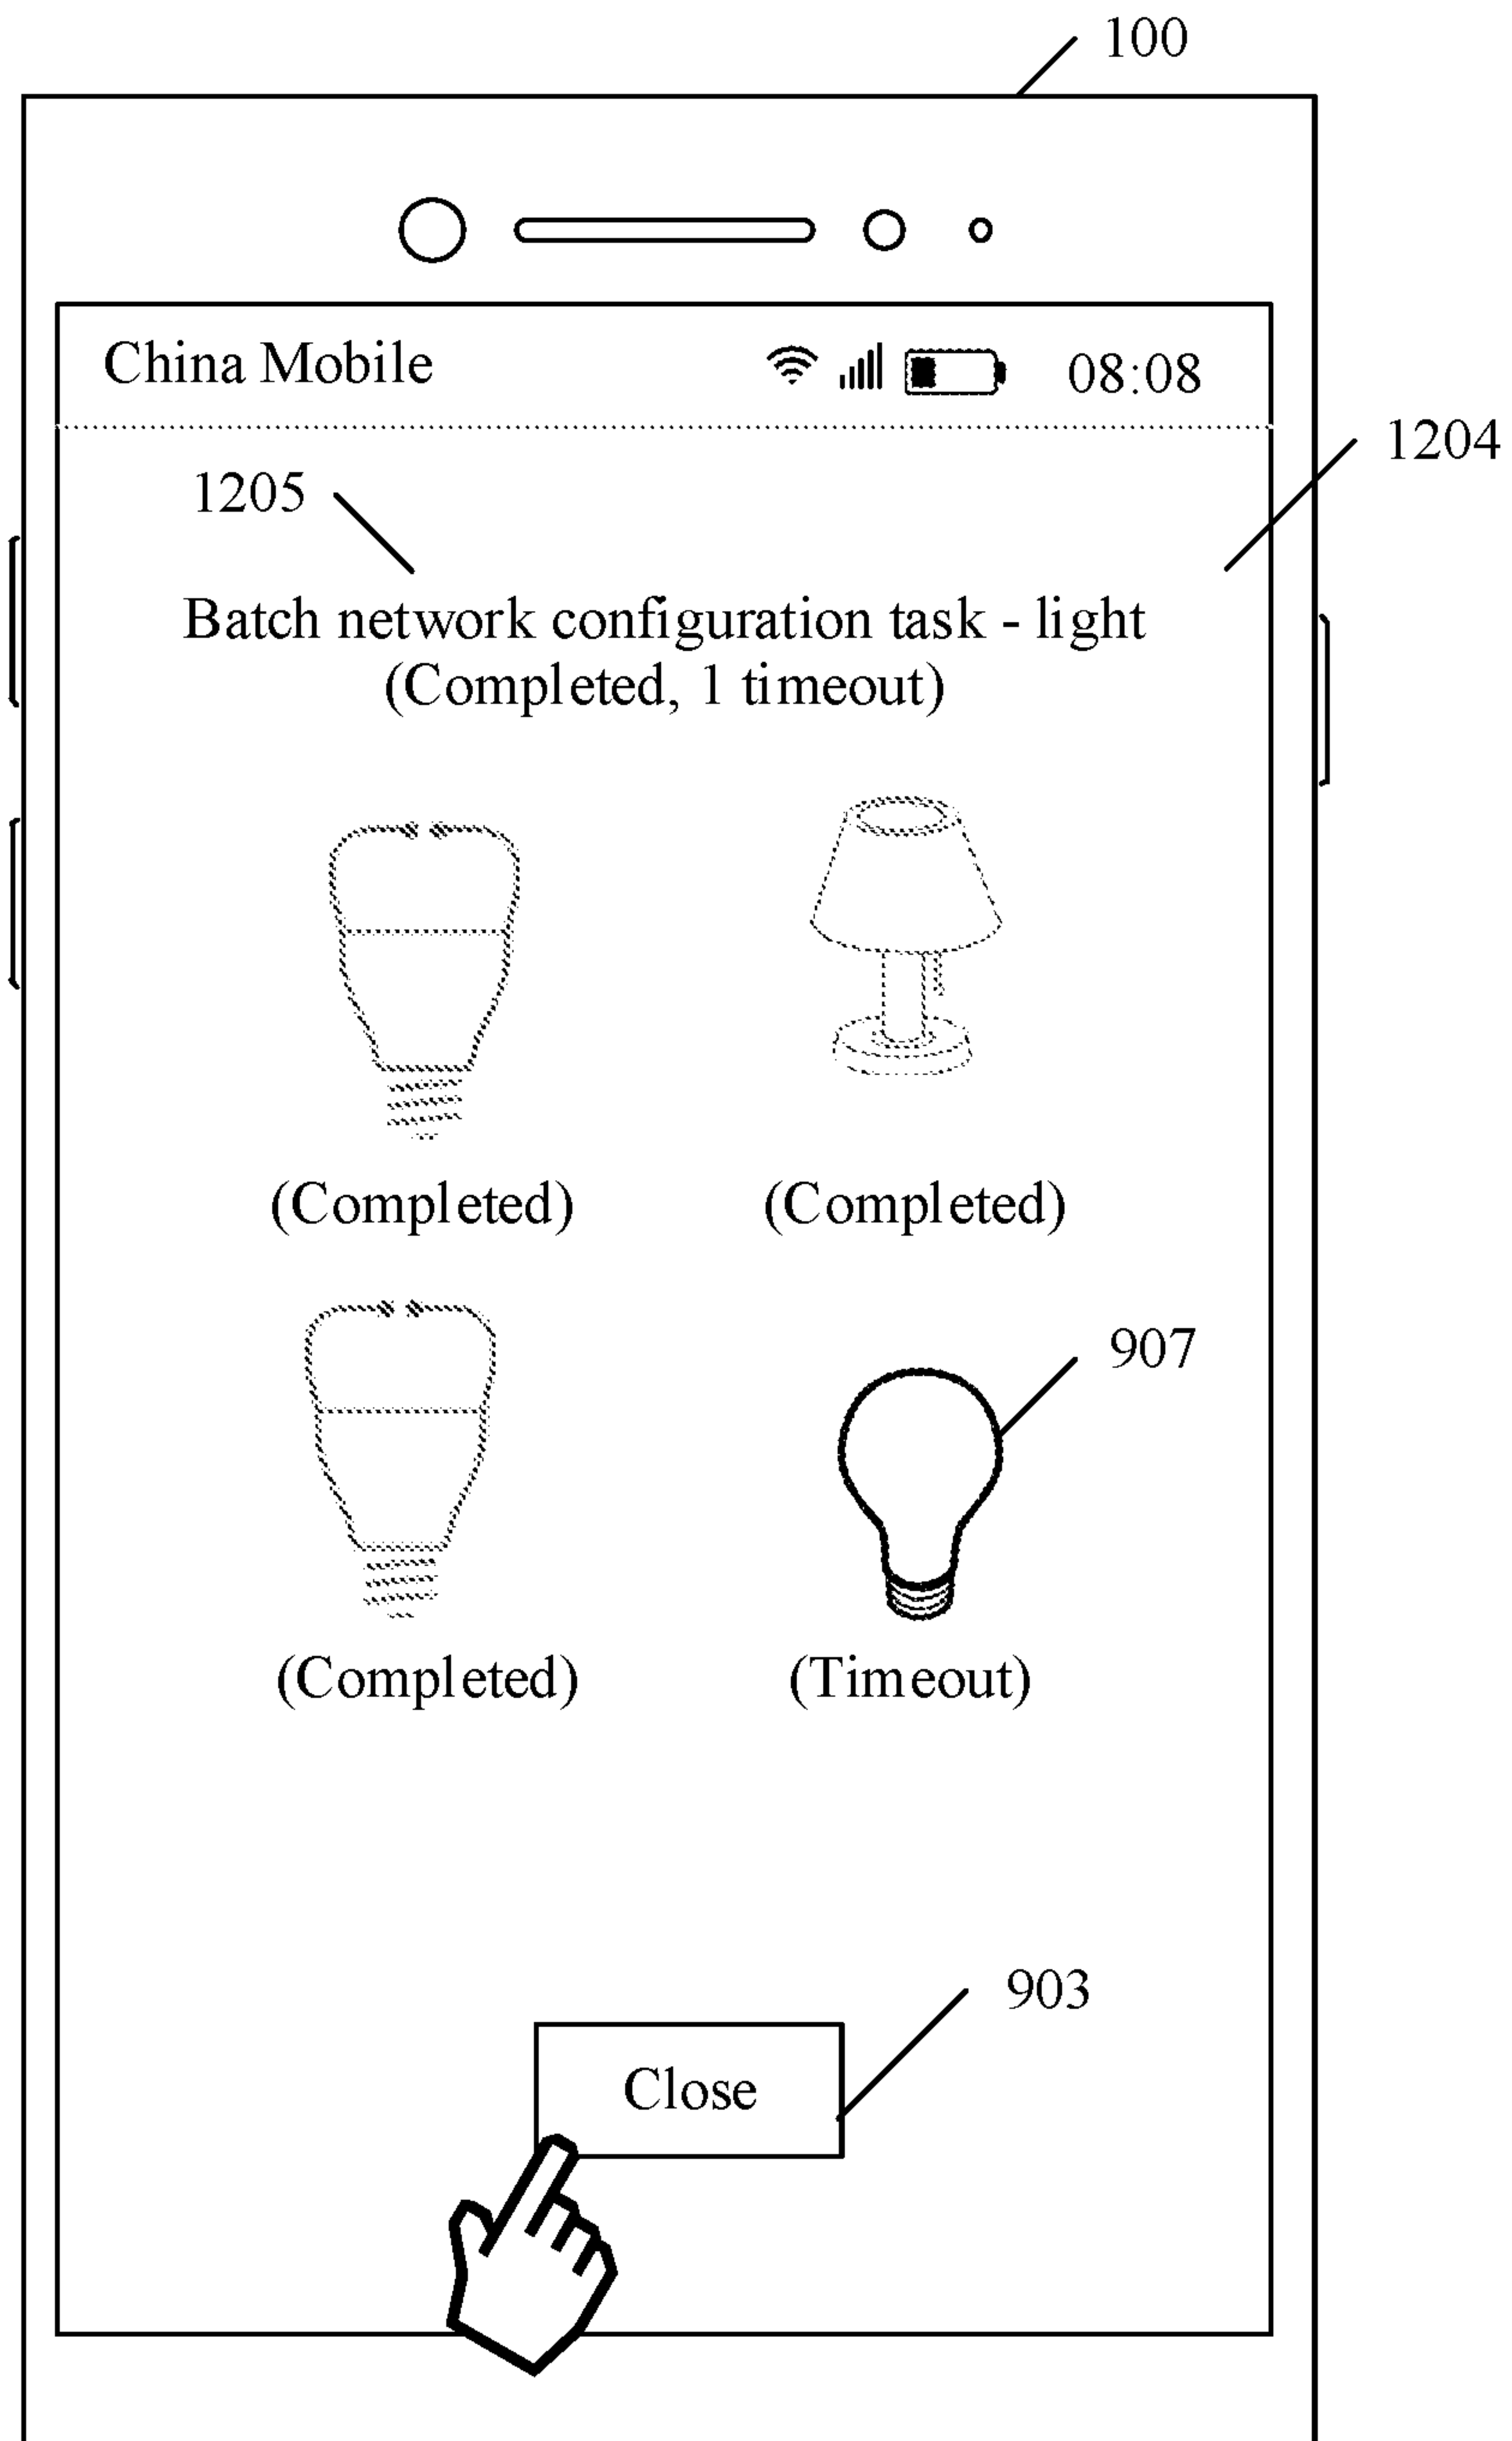 100
China Mobile 08:08
1204
1205
Batch network configuration task - light
(Completed, 1 timeout)
(Completed) (Completed)
907
(Completed) (Timeout)
903
Close